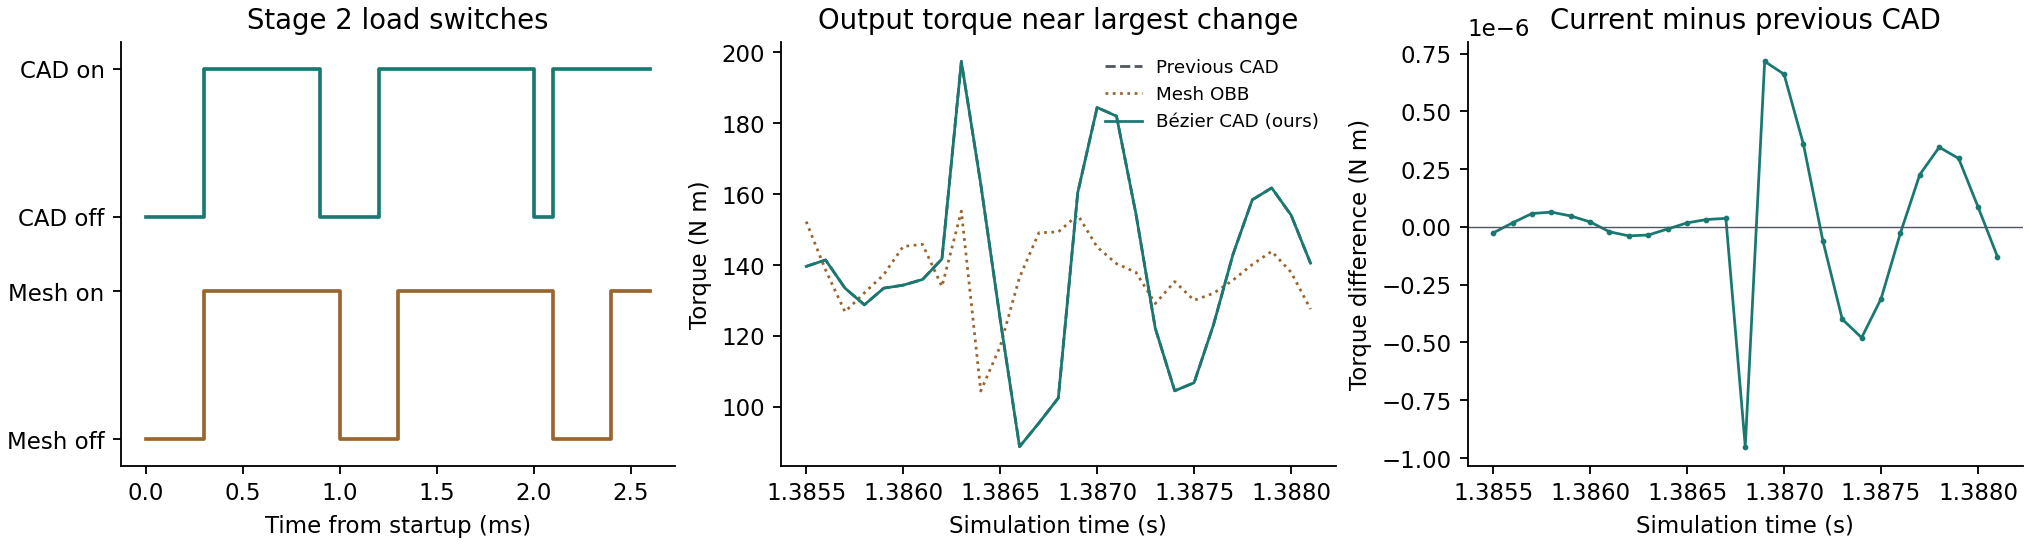 Stage 2 load switches
CAD on
CAD off
Mesh on
Mesh off
0.0 0.5 1.0 1.5 2.0 2.5
Time from startup (ms)
Output torque near largest change
200
180
160
140
120
100
Torque (N m)
Previous CAD
Mesh OBB
Bézier CAD (ours)
1.3855 1.3860 1.3865 1.3870 1.3875 1.3880
Simulation time (s)
Current minus previous CAD
1e−6
0.75
0.50
0.25
0.00
−0.25
−0.50
−0.75
−1.00
Torque difference (N m)
1.3855 1.3860 1.3865 1.3870 1.3875 1.3880
Simulation time (s)